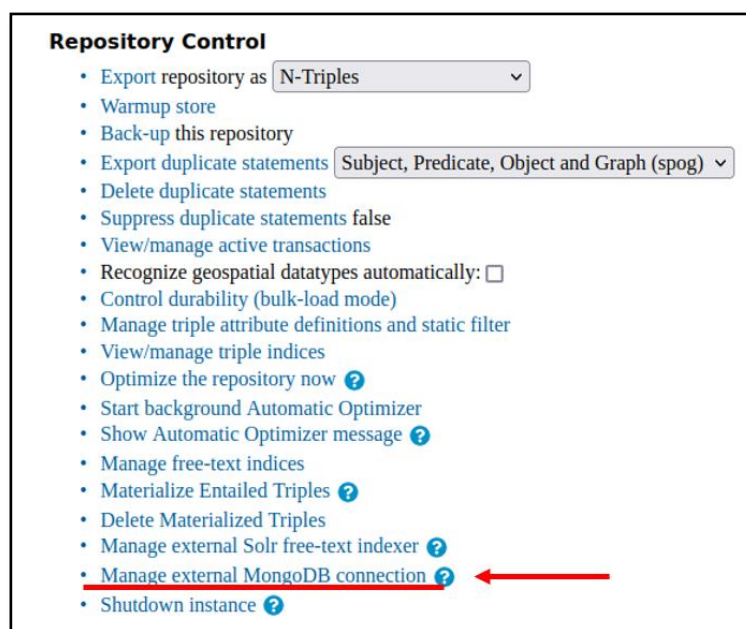 Repository Control
• Export repository as N-Triples
• Warmup store
• Back-up this repository
• Export duplicate statements Subject, Predicate, Object and Graph (spog)
• Delete duplicate statements
• Suppress duplicate statements false
• View/manage active transactions
• Recognize geospatial datatypes automatically:
• Control durability (bulk-load mode)
• Manage triple attribute definitions and static filter
• View/manage triple indices
• Optimize the repository now ?
• Start background Automatic Optimizer
• Show Automatic Optimizer message ?
• Manage free-text indices
• Materialize Entailed Triples ?
• Delete Materialized Triples
• Manage external Solr free-text indexer ?
• Manage external MongoDB connection ?
• Shutdown instance ?